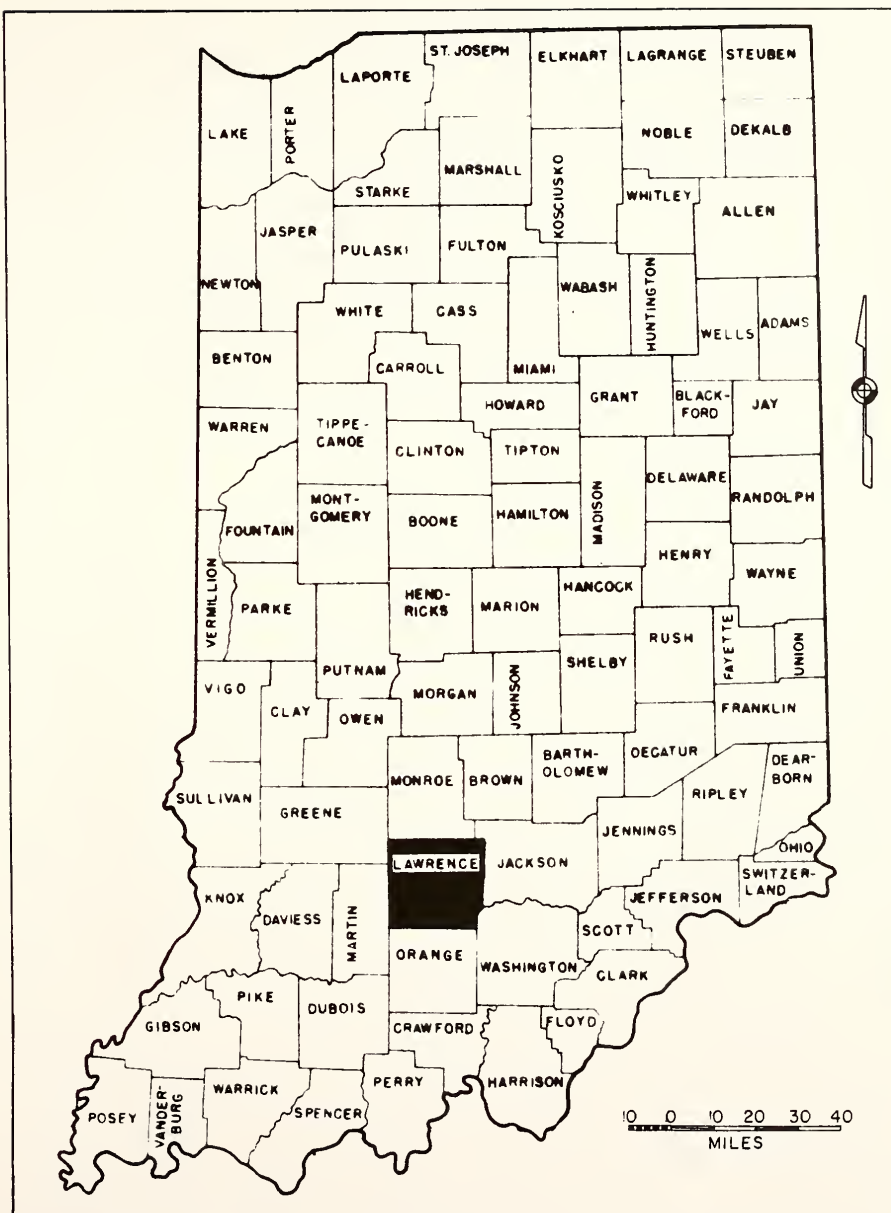 ST. JOSEPH
ELKHART
LAGRANGE
STEUBEN
LAPORTE
LAKE
PORTER
NOBLE
DEKALB
MARSHALL
KOSCIUSKO
STARKE
WHITLEY
ALLEN
JASPER
PULASKI
FULTON
NEWTON
WABASH
HUNTINGTON
WHITE
CASS
WELLS
ADAMS
BENTON
CARROLL
MIAMI
GRANT
BLACK-
FORD
JAY
HOWARD
WARREN
TIPPE-
CANOE
CLINTON
TIPTON
DELAWARE
RANDOLPH
MONT-
GOMERY
BOONE
HAMILTON
MADISON
FOUNTAIN
HENRY
WAYNE
VERMILLION
PARKE
HEND-
RICKS
MARION
HANCOCK
RUSH
FAYETTE
UNION
PUTNAM
SHELBY
VIGO
MORGAN
JOHNSON
CLAY
OWEN
FRANKLIN
DECATUR
BARTH-
OLOMEW
DEAR-
BORN
MONROE
BROWN
RIPLEY
SULLIVAN
GREENE
JENNINGS
OHIO
LAWRENCE
JACKSON
SWITZER-
LAND
KNOX
DAVIESS
MARTIN
JEFFERSON
SCOTT
ORANGE
WASHINGTON
CLARK
PIKE
DUBOIS
GIBSON
CRAWFORD
FLOYD
HARRISON
PERRY
WARRICK
SPENCER
POSEY
VANDER-
BURG
10 0 10 20 30 40
MILES